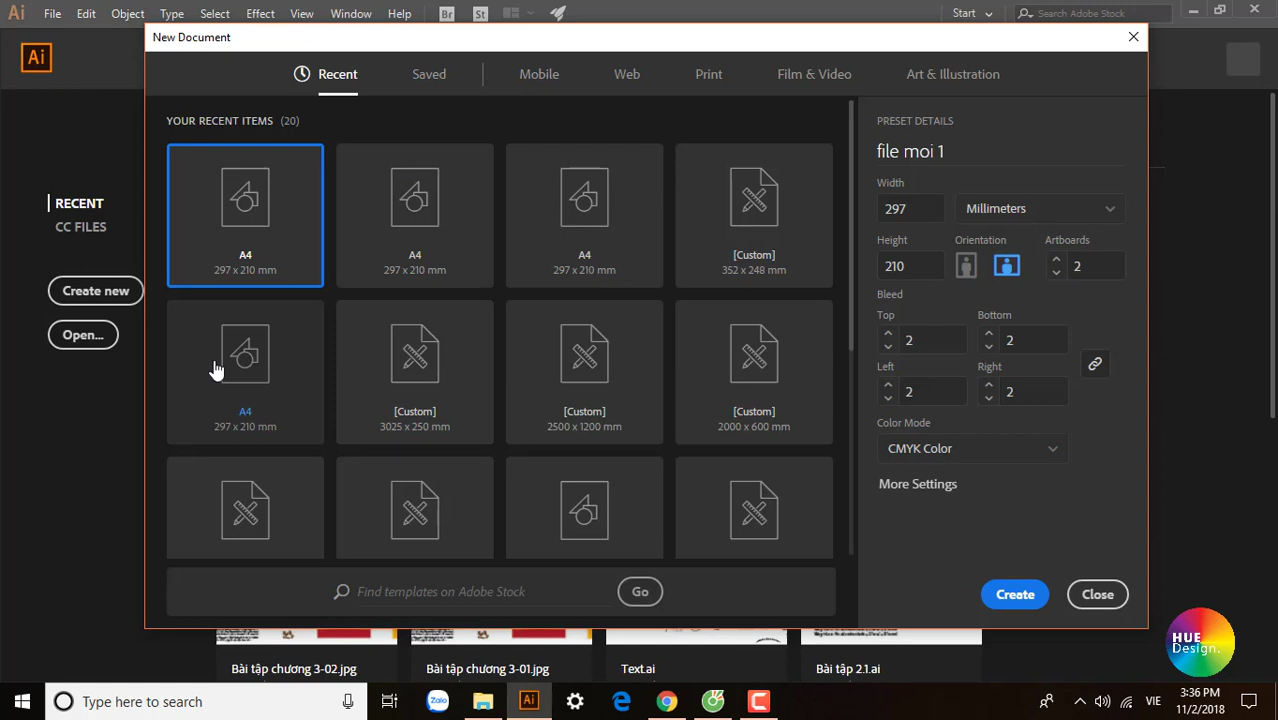 Ai File Edit Object Type Select Effect View Window Help Br St Start Search Adobe Stock
New Document
Ai
Recent Saved Mobile Web Print Film & Video Art & Illustration
YOUR RECENT ITEMS (20)
PRESET DETAILS
file moi 1
Width
297 Millimeters
Height Orientation Artboards
210 2
Bleed
Top Bottom
2 2
Left Right
2 2
Color Mode
CMYK Color
More Settings
RECENT
CC FILES
Create new
Open...
A4 A4 A4 [Custom]
297 x 210 mm 297 x 210 mm 297 x 210 mm 352 x 248 mm
A4 [Custom] [Custom] [Custom]
297 x 210 mm 3025 x 250 mm 2500 x 1200 mm 2000 x 600 mm
Find templates on Adobe Stock Go
Create Close
HUE
Design.
Bài tập chương 3-02.jpg Bài tập chương 3-01.jpg Text.ai Bài tập 2.1.ai
Type here to search Zalo Ai VIE 3:36 PM
11/2/2018